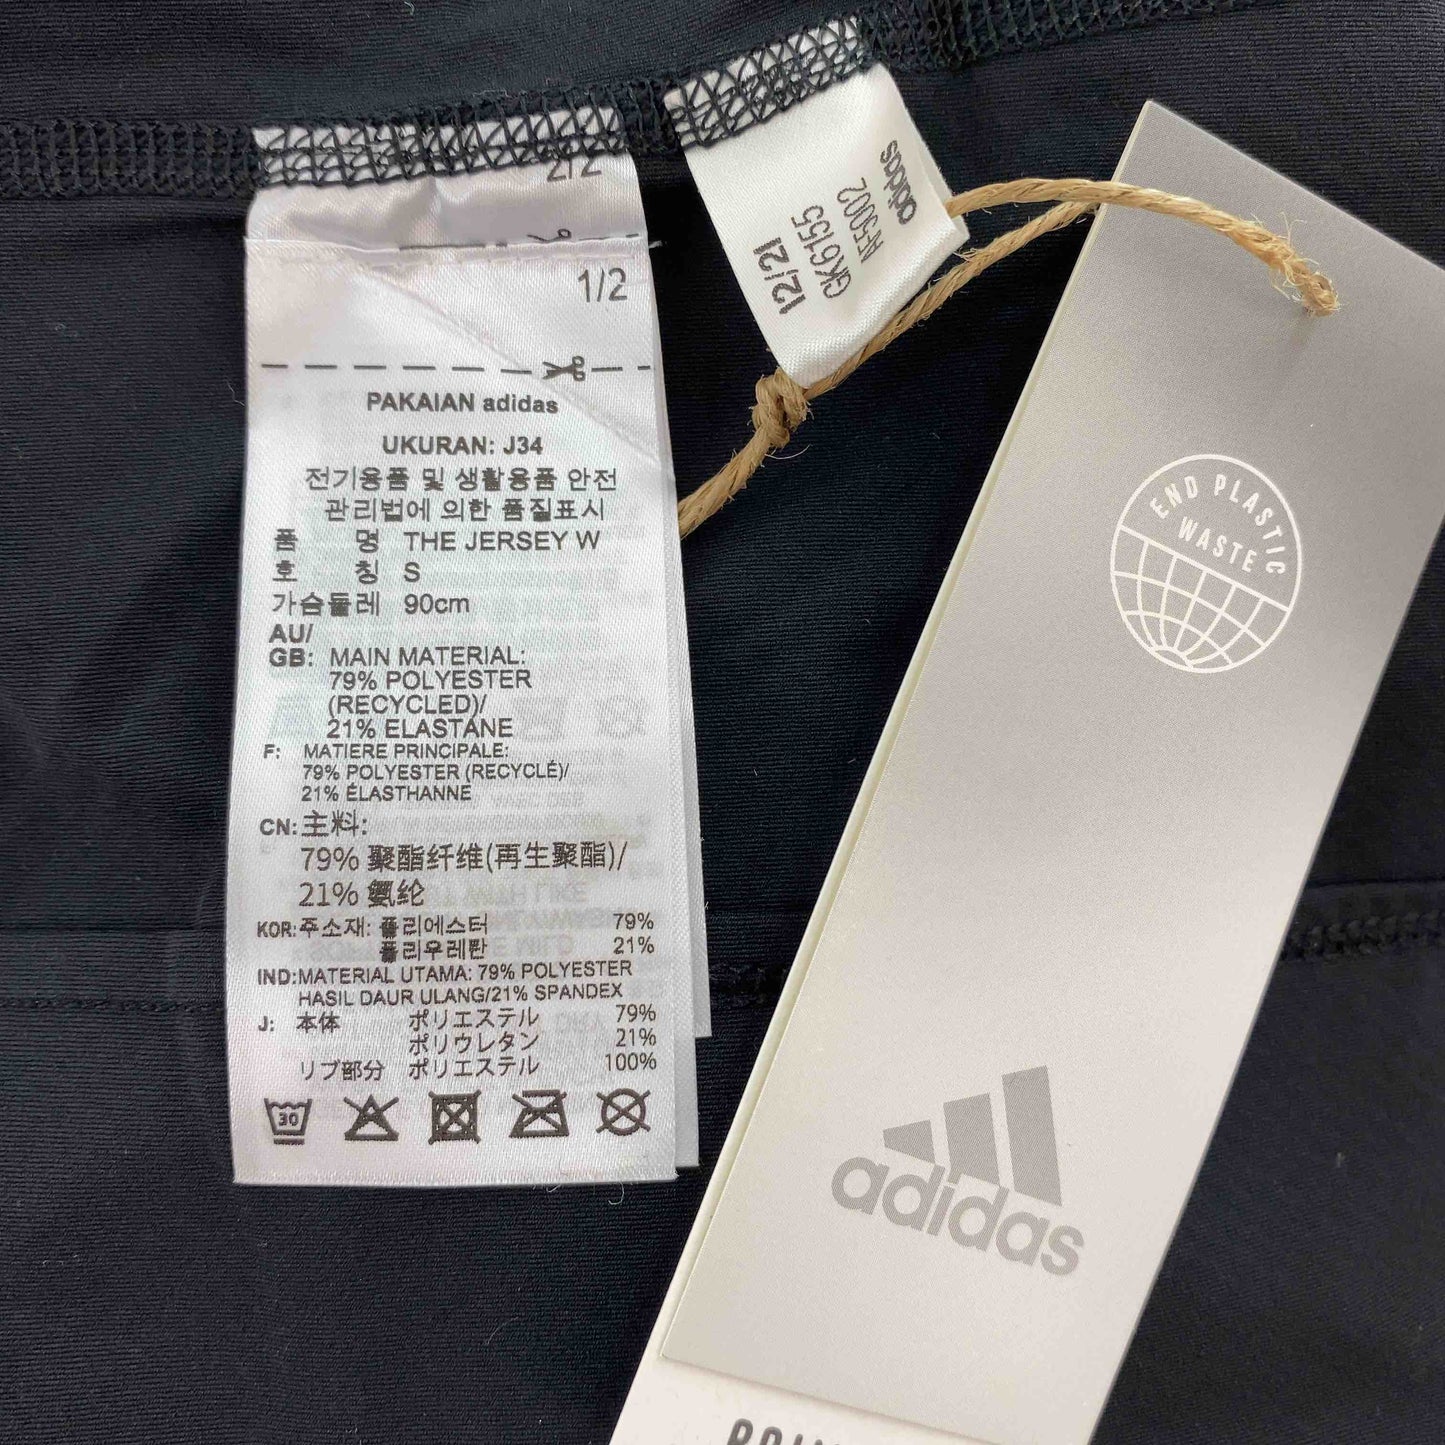 2/2
1/2
PAKAIAN adidas
UKURAN: J34
전기용품 및 생활용품 안전
관리법에 의한 품질표시
품 명 THE JERSEY W
호 칭 S
가슴둘레 90cm
AU/
GB: MAIN MATERIAL:
79% POLYESTER
(RECYCLED)/
21% ELASTANE
F: MATIERE PRINCIPALE:
79% POLYESTER (RECYCLÉ)/
21% ÉLASTHANNE
CN: 主料:
79% 聚酯纤维(再生聚酯)/
21% 氨纶
KOR: 주소재: 폴리에스터 79%
폴리우레탄 21%
IND: MATERIAL UTAMA: 79% POLYESTER
HASIL DAUR ULANG/21% SPANDEX
J: 本体 ポリエステル 79%
ポリウレタン 21%
リブ部分 ポリエステル 100%
30
12/21
GK6155
AF5002
adidas
END PLASTIC
WASTE
adidas